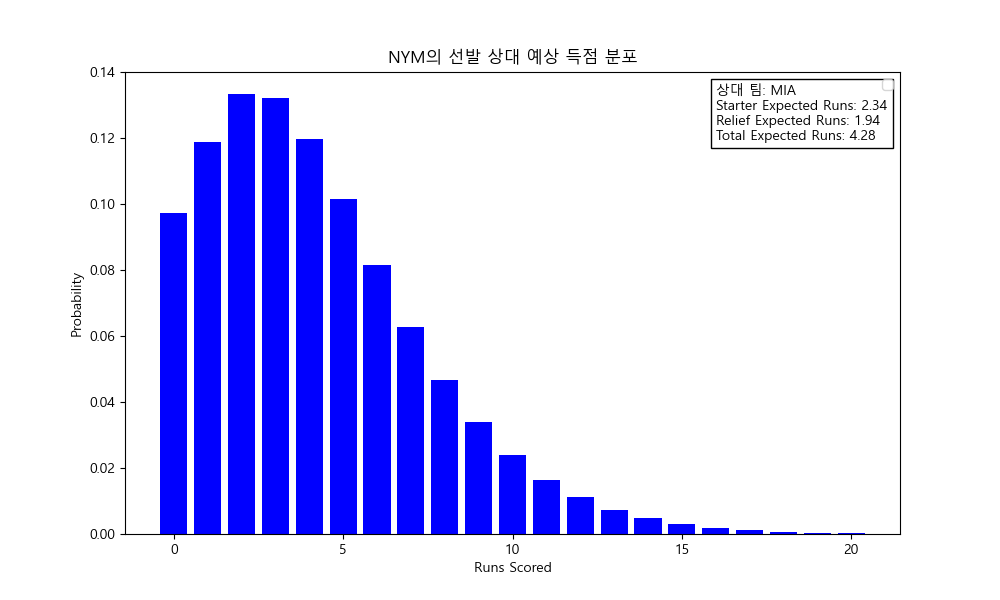 NYM의 선발 상대 예상 득점 분포
상대 팀: MIA
Starter Expected Runs: 2.34
Relief Expected Runs: 1.94
Total Expected Runs: 4.28
0.14
0.12
0.10
0.08
0.06
0.04
0.02
0.00
Probability
0 5 10 15 20
Runs Scored